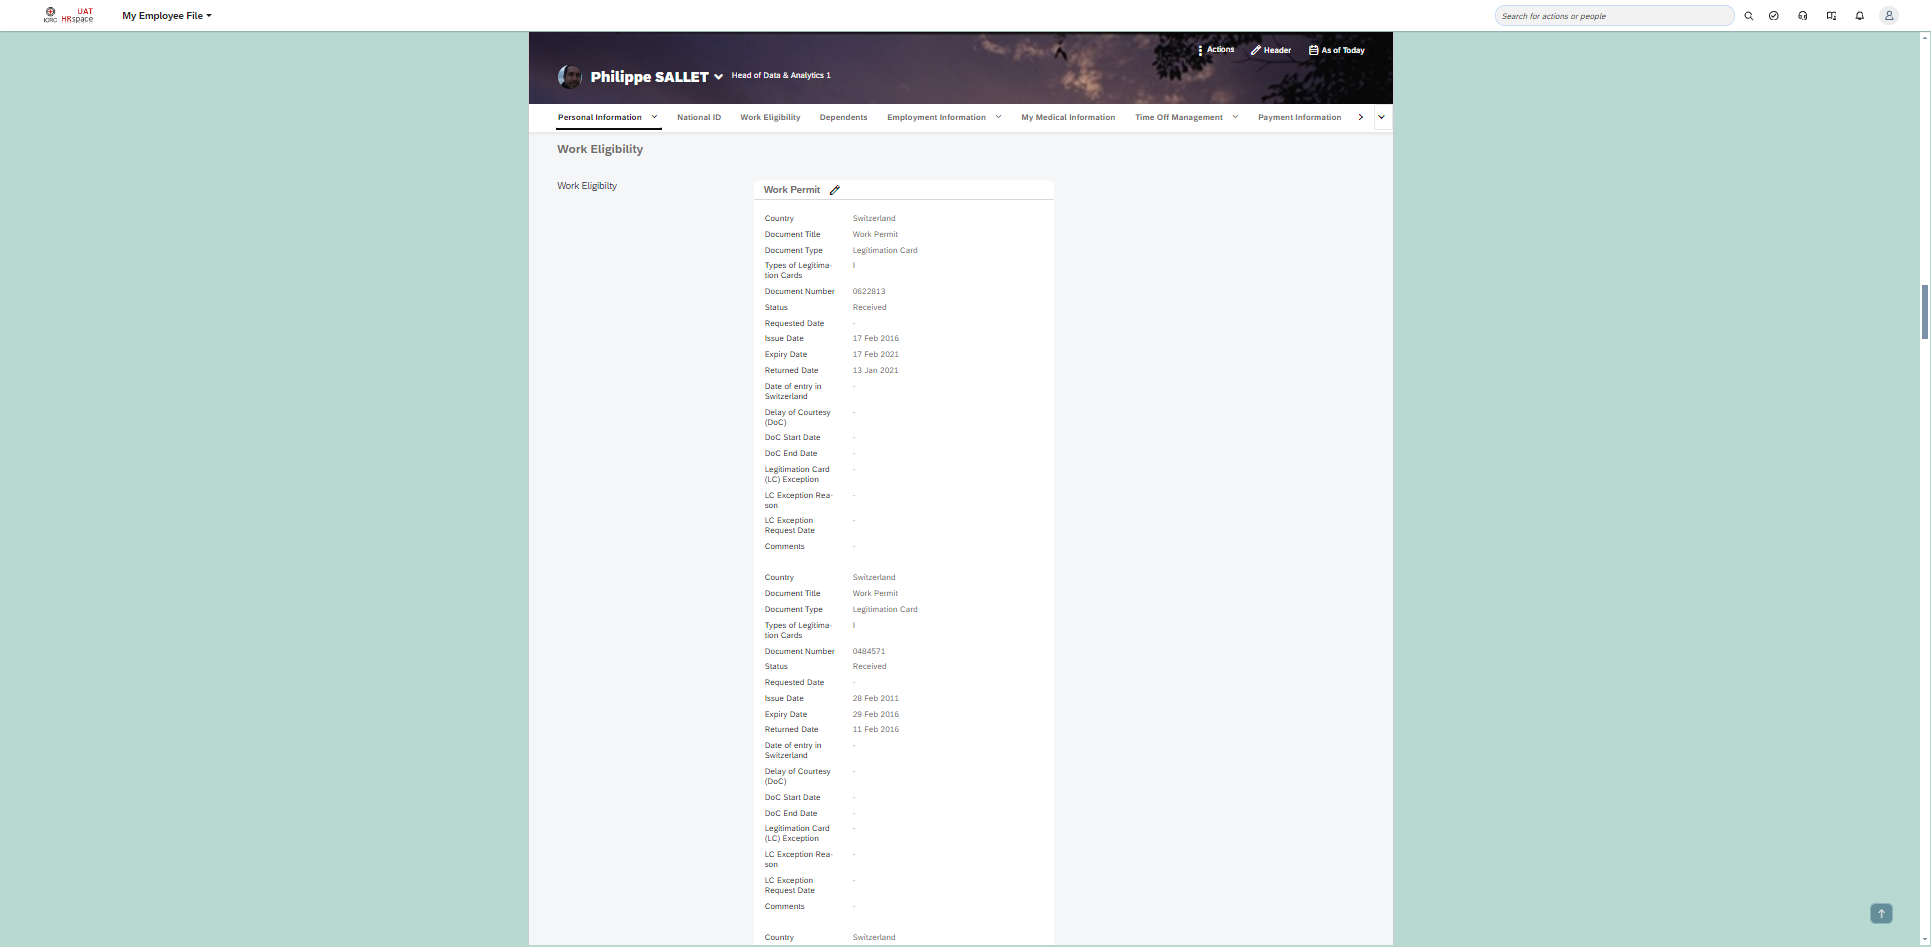 ICRC UAT HRspace
My Employee File
Search for actions or people
Actions
Header
As of Today
Philippe SALLET
Head of Data & Analytics 1
Personal Information
National ID
Work Eligibility
Dependents
Employment Information
My Medical Information
Time Off Management
Payment Information
Work Eligibility
Work Eligibilty
Work Permit
Country Switzerland
Document Title Work Permit
Document Type Legitimation Card
Types of Legitima-
tion Cards I
Document Number 0622813
Status Received
Requested Date -
Issue Date 17 Feb 2016
Expiry Date 17 Feb 2021
Returned Date 13 Jan 2021
Date of entry in -
Switzerland
Delay of Courtesy -
(DoC)
DoC Start Date -
DoC End Date -
Legitimation Card -
(LC) Exception
LC Exception Rea- -
son
LC Exception -
Request Date
Comments -
Country Switzerland
Document Title Work Permit
Document Type Legitimation Card
Types of Legitima- I
tion Cards
Document Number 0484571
Status Received
Requested Date -
Issue Date 28 Feb 2011
Expiry Date 29 Feb 2016
Returned Date 11 Feb 2016
Date of entry in -
Switzerland
Delay of Courtesy -
(DoC)
DoC Start Date -
DoC End Date -
Legitimation Card -
(LC) Exception
LC Exception Rea- -
son
LC Exception -
Request Date
Comments -
Country Switzerland